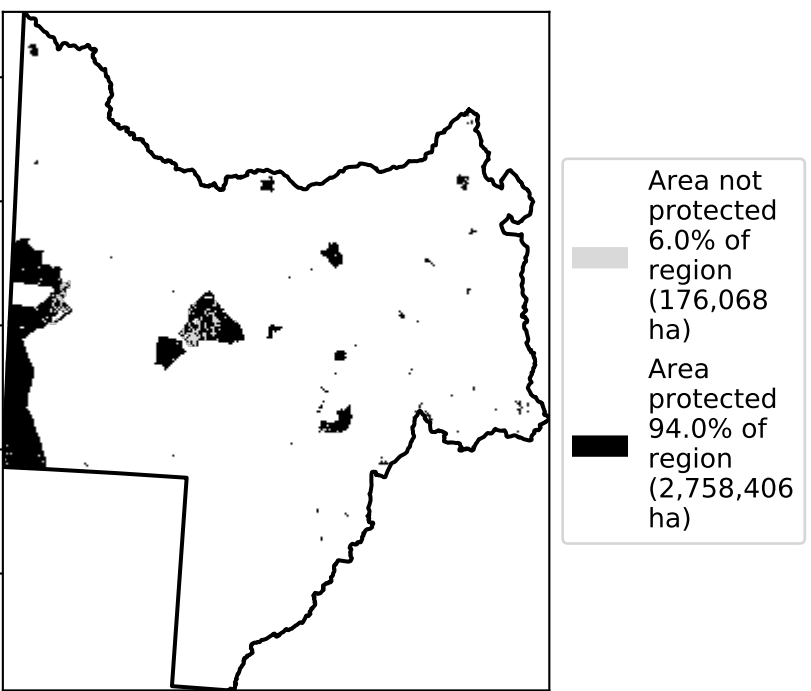 Area not
protected
6.0% of
region
(176,068
ha)
Area
protected
94.0% of
region
(2,758,406
ha)